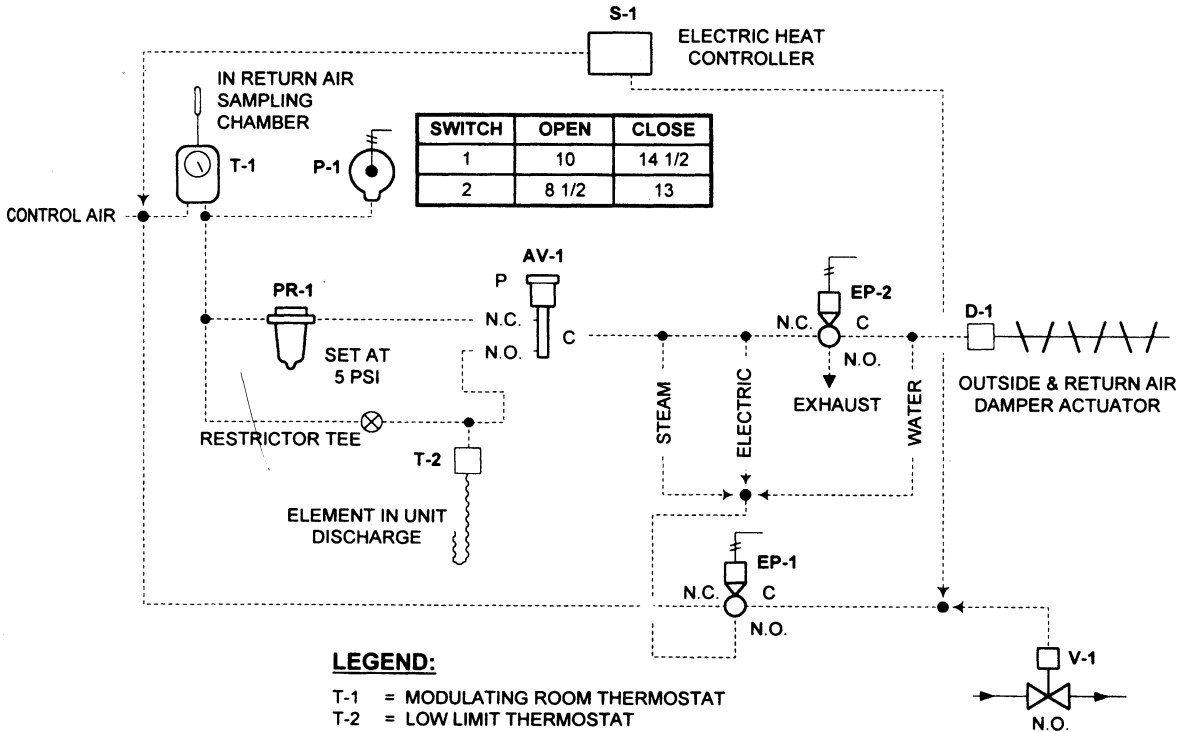 S-1
ELECTRIC HEAT
CONTROLLER
IN RETURN AIR
SAMPLING
CHAMBER
T-1
P-1
SWITCH OPEN CLOSE
1 10 14 1/2
2 8 1/2 13
CONTROL AIR
AV-1
P
N.C.
N.O.
C
PR-1
SET AT
5 PSI
EP-2
N.C.
C
N.O.
EXHAUST
D-1
OUTSIDE & RETURN AIR
DAMPER ACTUATOR
STEAM
ELECTRIC
WATER
RESTRICTOR TEE
T-2
ELEMENT IN UNIT
DISCHARGE
EP-1
N.C.
C
N.O.
V-1
N.O.
LEGEND:
T-1 = MODULATING ROOM THERMOSTAT
T-2 = LOW LIMIT THERMOSTAT